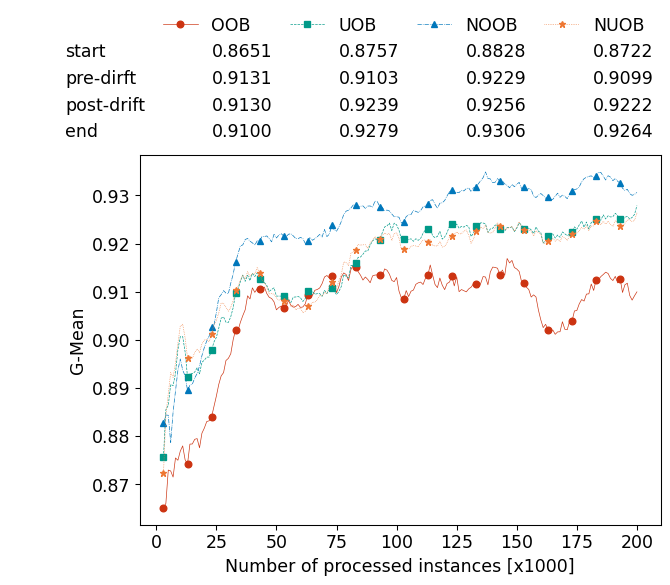 OOB UOB NOOB NUOB
start 0.8651 0.8757 0.8828 0.8722
pre-dirft 0.9131 0.9103 0.9229 0.9099
post-drift 0.9130 0.9239 0.9256 0.9222
end 0.9100 0.9279 0.9306 0.9264
0.93
0.92
0.91
0.90
0.89
0.88
0.87
G-Mean
0 25 50 75 100 125 150 175 200
Number of processed instances [x1000]